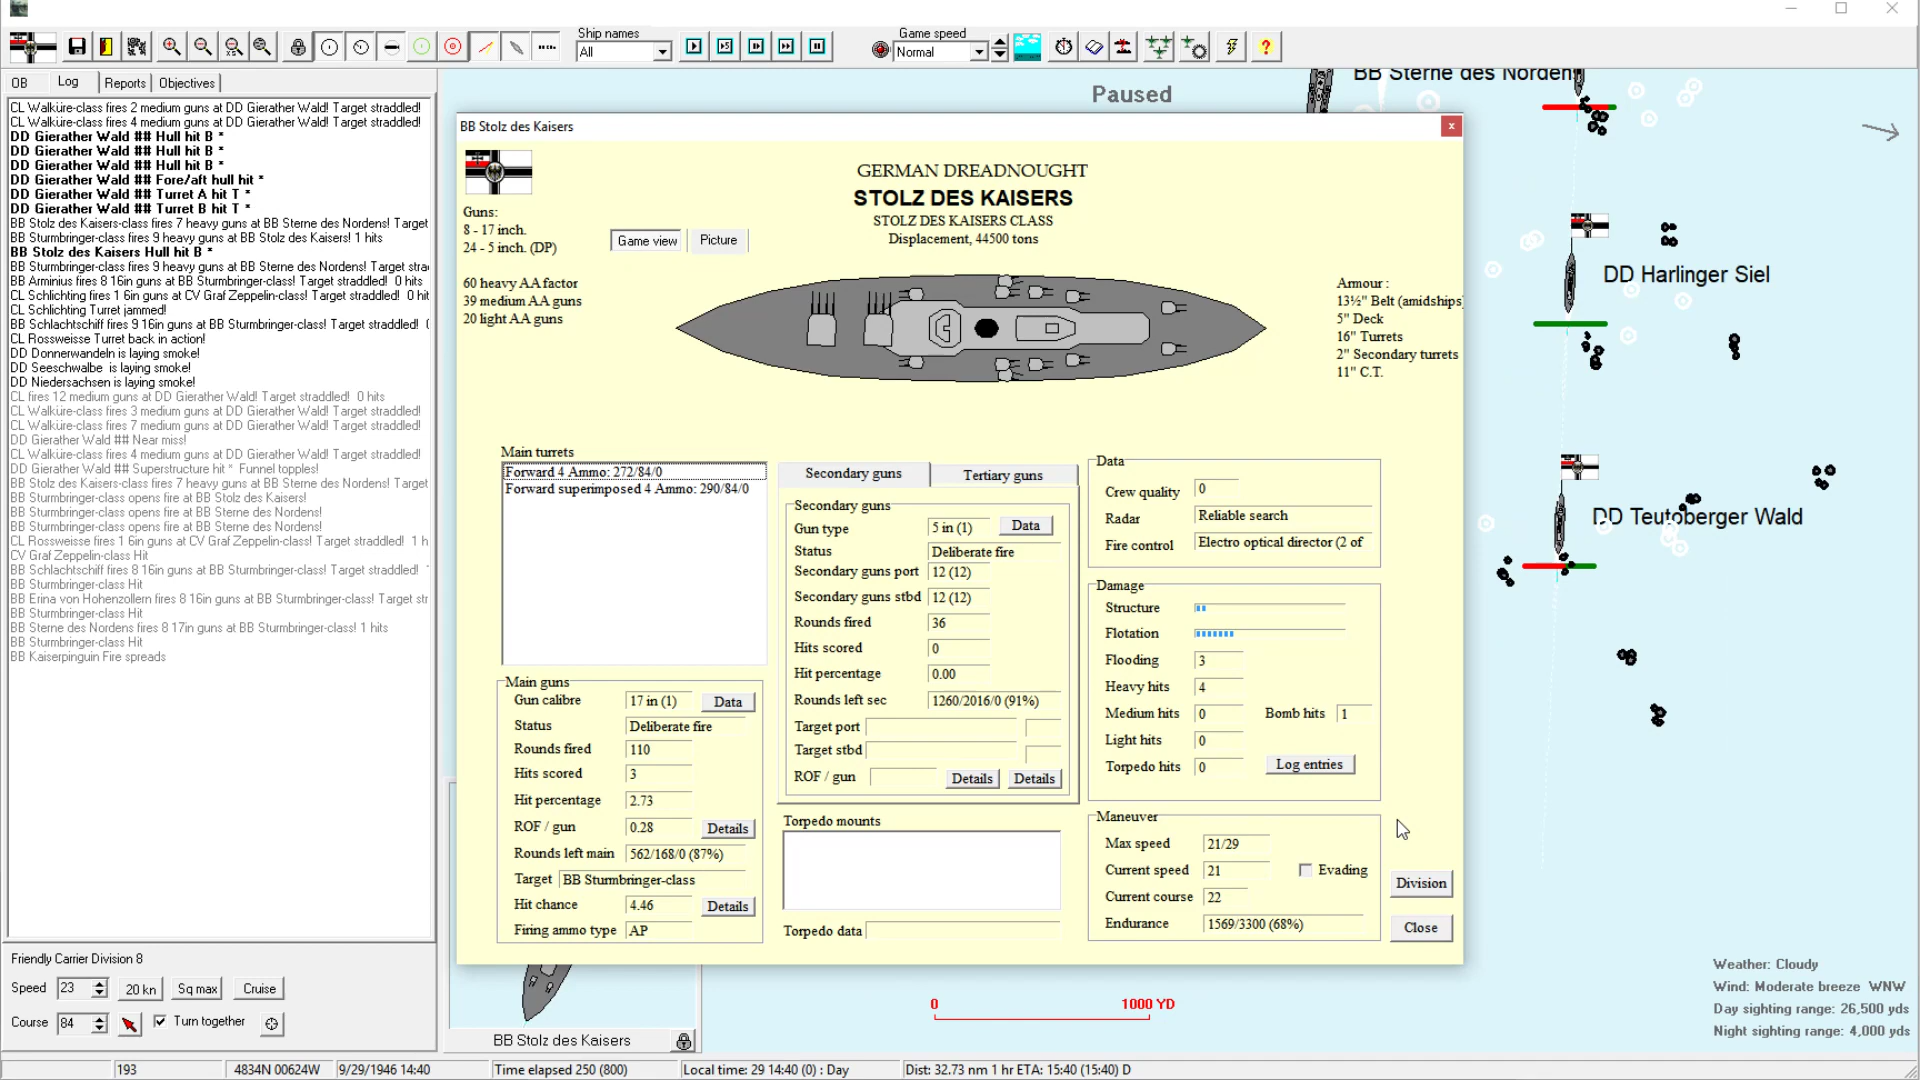 Ship names
All
Game speed
Normal
OB
Log
Reports
Objectives
CL Walküre-class fires 2 medium guns at DD Gierather Wald! Target straddled!
CL Walküre-class fires 4 medium guns at DD Gierather Wald! Target straddled!
DD Gierather Wald ## Hull hit B *
DD Gierather Wald ## Hull hit B *
DD Gierather Wald ## Hull hit B *
DD Gierather Wald ## Fore/aft hull hit *
DD Gierather Wald ## Turret A hit T *
DD Gierather Wald ## Turret B hit T *
BB Stolz des Kaisers-class fires 7 heavy guns at BB Sterne des Nordens! Target
BB Sturmbringer-class fires 9 heavy guns at BB Stolz des Kaisers! 1 hits
BB Stolz des Kaisers Hull hit B *
BB Sturmbringer-class fires 9 heavy guns at BB Sterne des Nordens! Target stra
BB Arminius fires 8 16in guns at BB Sturmbringer-class! Target straddled! 0 hits
CL Schlichting fires 1 6in guns at CV Graf Zeppelin-class! Target straddled! 0 hit
CL Schlichting Turret jammed!
BB Schlachtschiff fires 9 16in guns at BB Sturmbringer-class! Target straddled!
CL Rossweisse Turret back in action!
DD Donnerwandeln is laying smoke!
DD Seeschwalbe is laying smoke!
DD Niedersachsen is laying smoke!
CL fires 12 medium guns at DD Gierather Wald! Target straddled! 0 hits
CL Walküre-class fires 3 medium guns at DD Gierather Wald! Target straddled!
CL Walküre-class fires 7 medium guns at DD Gierather Wald! Target straddled!
DD Gierather Wald ## Near miss!
CL Walküre-class fires 4 medium guns at DD Gierather Wald! Target straddled!
DD Gierather Wald ## Superstructure hit * Funnel topples!
BB Stolz des Kaisers-class fires 7 heavy guns at BB Sterne des Nordens! Target
BB Sturmbringer-class opens fire at BB Stolz des Kaisers!
BB Sturmbringer-class opens fire at BB Sterne des Nordens!
BB Sturmbringer-class opens fire at BB Sterne des Nordens!
CL Rossweisse fires 1 6in guns at CV Graf Zeppelin-class! Target straddled! 1 h
CV Graf Zeppelin-class Hit
BB Schlachtschiff fires 8 16in guns at BB Sturmbringer-class! Target straddled!
BB Sturmbringer-class Hit
BB Erina von Hohenzollern fires 8 16in guns at BB Sturmbringer-class! Target str
BB Sturmbringer-class Hit
BB Sterne des Nordens fires 8 17in guns at BB Sturmbringer-class! 1 hits
BB Sturmbringer-class Hit
BB Kaiserpinguin Fire spreads
Friendly Carrier Division 8
Speed 23 20 kn Sq max Cruise
Course 84 Turn together
Paused
BB Sterne des Nordens
DD Harlinger Siel
DD Teutoberger Wald
BB Stolz des Kaisers
x
GERMAN DREADNOUGHT
STOLZ DES KAISERS
STOLZ DES KAISERS CLASS
Displacement, 44500 tons
Guns:
8 - 17 inch.
24 - 5 inch. (DP)
Game view
Picture
60 heavy AA factor
39 medium AA guns
20 light AA guns
Armour :
13½" Belt (amidships)
5" Deck
16" Turrets
2" Secondary turrets
11" C.T.
Main turrets
Forward 4 Ammo: 272/84/0
Forward superimposed 4 Ammo: 290/84/0
Main guns
Gun calibre 17 in (1) Data
Status Deliberate fire
Rounds fired 110
Hits scored 3
Hit percentage 2.73
ROF / gun 0.28 Details
Rounds left main 562/168/0 (87%)
Target BB Sturmbringer-class
Hit chance 4.46 Details
Firing ammo type AP
Secondary guns
Tertiary guns
Secondary guns
Gun type 5 in (1) Data
Status Deliberate fire
Secondary guns port 12 (12)
Secondary guns stbd 12 (12)
Rounds fired 36
Hits scored 0
Hit percentage 0.00
Rounds left sec 1260/2016/0 (91%)
Target port
Target stbd
ROF / gun Details Details
Torpedo mounts
Torpedo data
Data
Crew quality 0
Radar Reliable search
Fire control Electro optical director (2 of
Damage
Structure
Flotation
Flooding 3
Heavy hits 4
Medium hits 0 Bomb hits 1
Light hits 0
Torpedo hits 0 Log entries
Maneuver
Max speed 21/29
Current speed 21 Evading
Current course 22
Endurance 1569/3300 (68%)
Division
Close
BB Stolz des Kaisers
0 1000 YD
Weather: Cloudy
Wind: Moderate breeze WNW
Day sighting range: 26,500 yds
Night sighting range: 4,000 yds
193 4834N 00624W 9/29/1946 14:40 Time elapsed 250 (800) Local time: 29 14:40 (0) : Day Dist: 32.73 nm 1 hr ETA: 15:40 (15:40) D